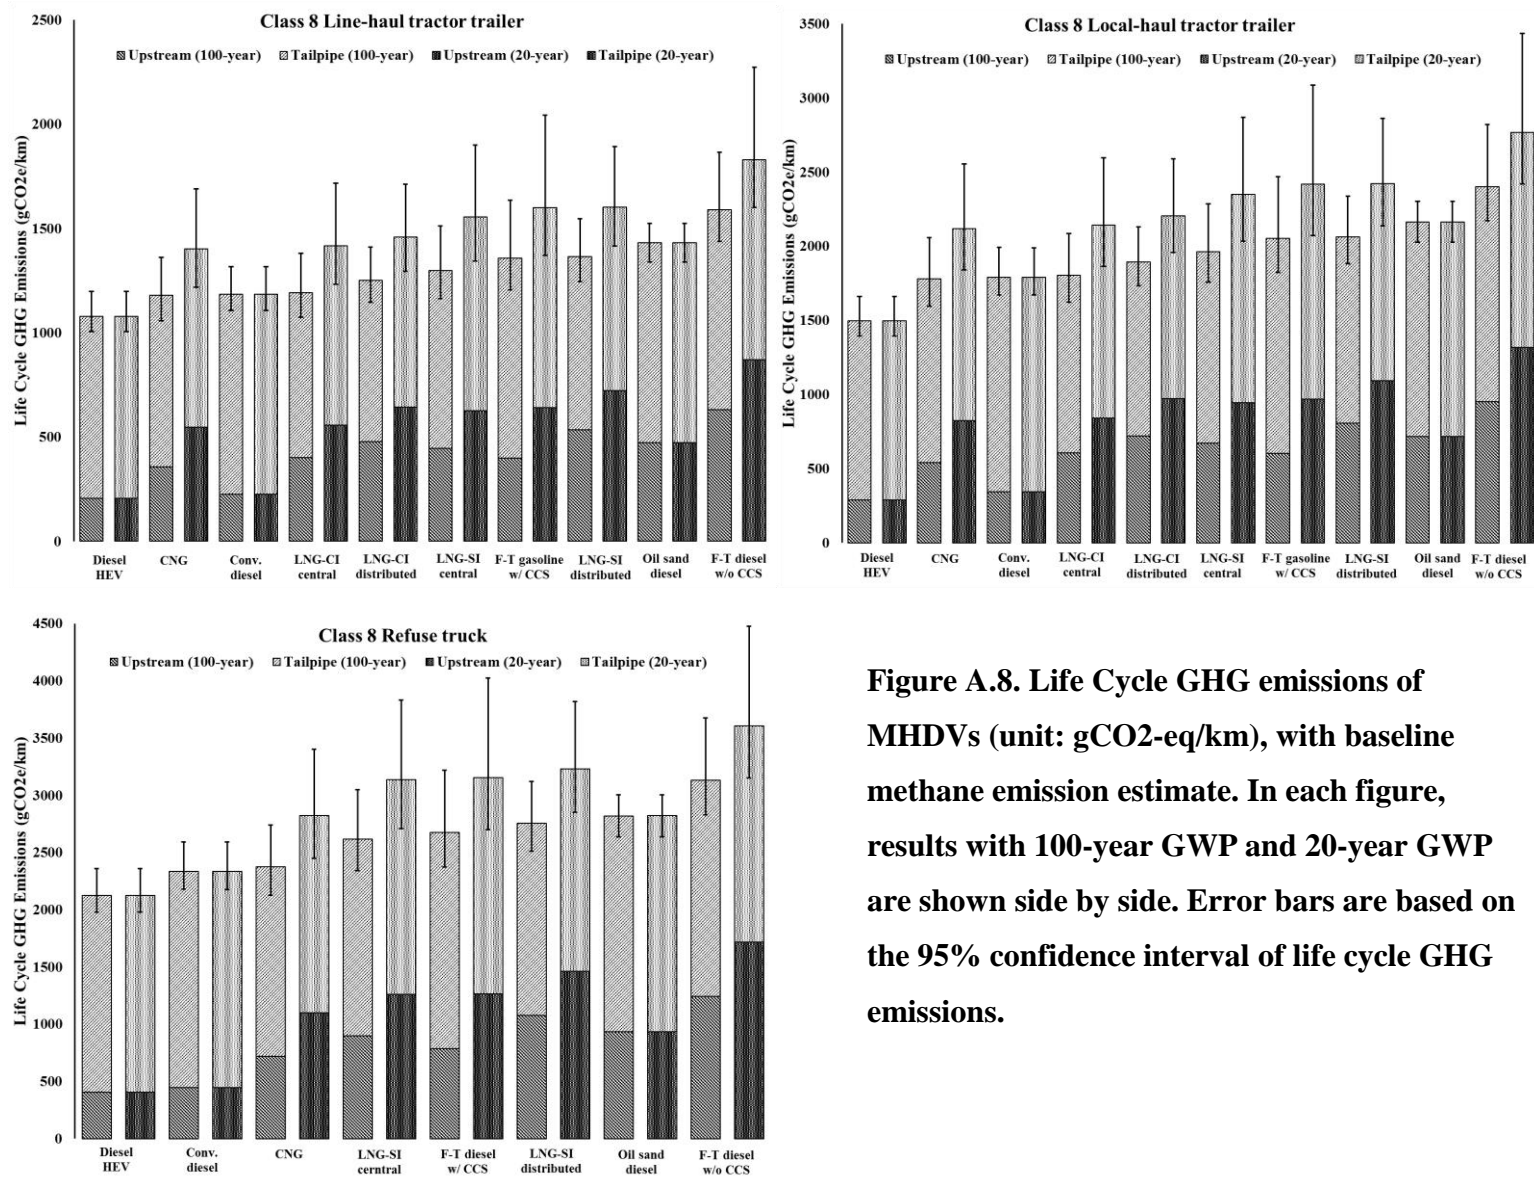 Class 8 Line-haul tractor trailer
Upstream (100-year) Tailpipe (100-year) Upstream (20-year) Tailpipe (20-year)
Life Cycle GHG Emissions (gCO2e/km)
2500
2000
1500
1000
500
0
Diesel HEV
CNG
Conv. diesel
LNG-CI central
LNG-CI distributed
LNG-SI central
F-T gasoline w/ CCS
LNG-SI distributed
Oil sand diesel
F-T diesel w/o CCS
Class 8 Local-haul tractor trailer
Upstream (100-year) Tailpipe (100-year) Upstream (20-year) Tailpipe (20-year)
Life Cycle GHG Emissions (gCO2e/km)
3500
3000
2500
2000
1500
1000
500
0
Diesel HEV
CNG
Conv. diesel
LNG-CI central
LNG-CI distributed
LNG-SI central
F-T gasoline w/ CCS
LNG-SI distributed
Oil sand diesel
F-T diesel w/o CCS
Class 8 Refuse truck
Upstream (100-year) Tailpipe (100-year) Upstream (20-year) Tailpipe (20-year)
Life Cycle GHG Emissions (gCO2e/km)
4500
4000
3500
3000
2500
2000
1500
1000
500
0
Diesel HEV
Conv. diesel
CNG
LNG-SI cerntral
F-T diesel w/ CCS
LNG-SI distributed
Oil sand diesel
F-T diesel w/o CCS
Figure A.8. Life Cycle GHG emissions of
MHDVs (unit: gCO2-eq/km), with baseline
methane emission estimate. In each figure,
results with 100-year GWP and 20-year GWP
are shown side by side. Error bars are based on
the 95% confidence interval of life cycle GHG
emissions.